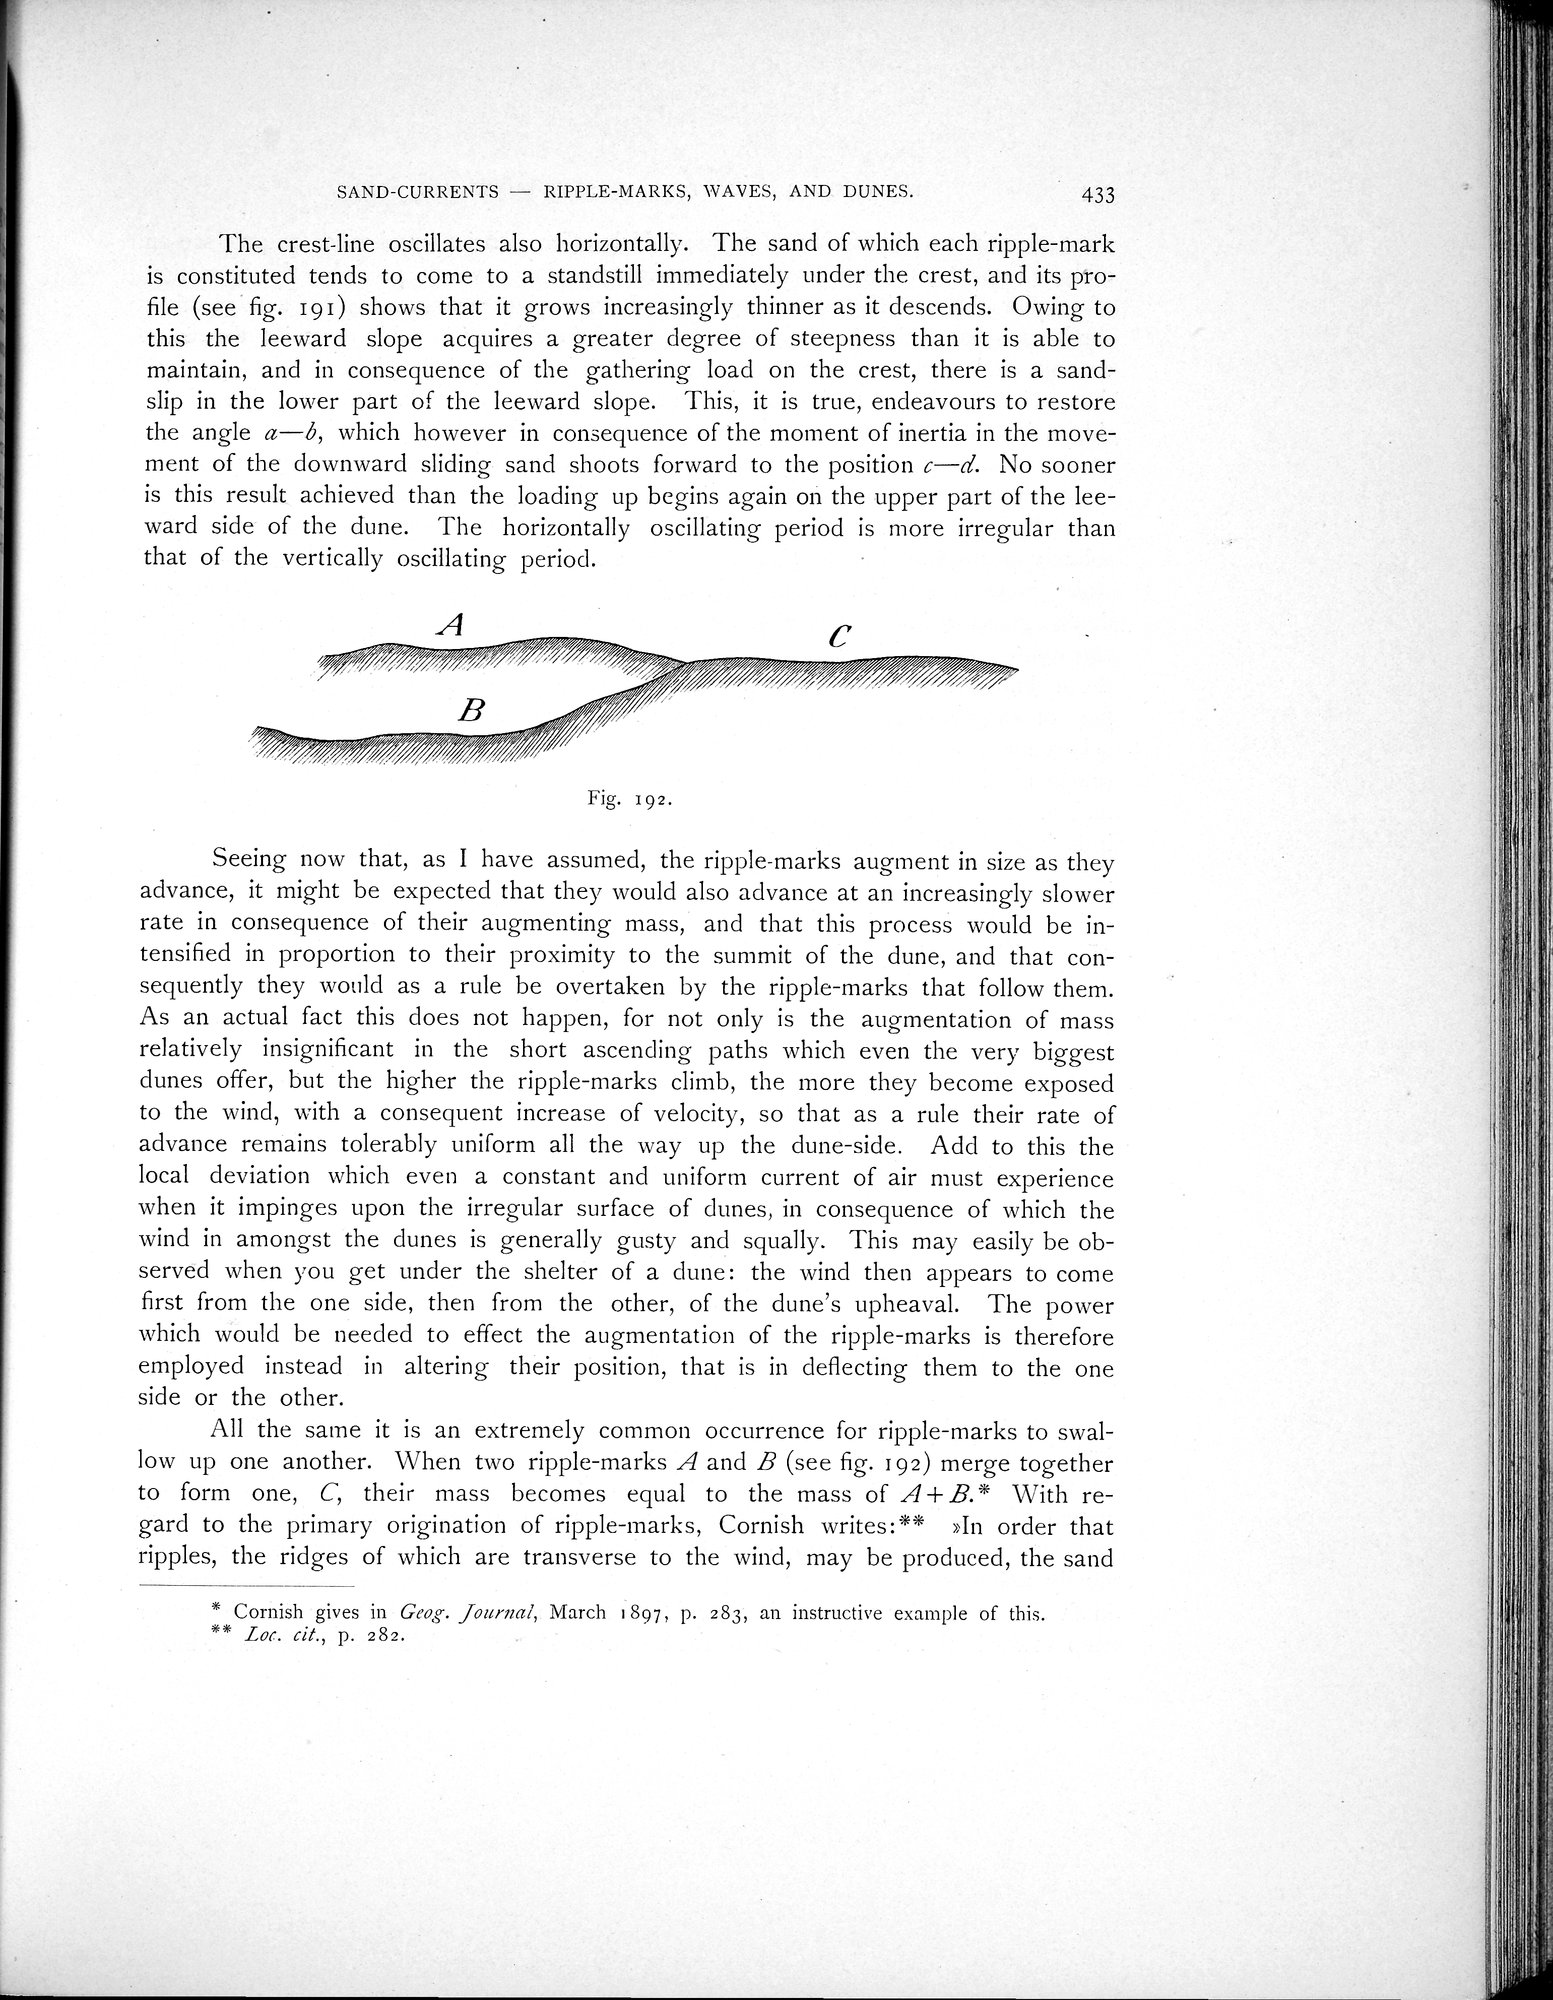 SAND-CURRENTS — RIPPLE-MARKS, WAVES, AND DUNES. 433
The crest-line oscillates also horizontally. The sand of which each ripple-mark
is constituted tends to come to a standstill immediately under the crest, and its pro-
file (see fig. 191) shows that it grows increasingly thinner as it descends. Owing to
this the leeward slope acquires a greater degree of steepness than it is able to
maintain, and in consequence of the gathering load on the crest, there is a sand-
slip in the lower part of the leeward slope. This, it is true, endeavours to restore
the angle a—b, which however in consequence of the moment of inertia in the move-
ment of the downward sliding sand shoots forward to the position c—d. No sooner
is this result achieved than the loading up begins again on the upper part of the lee-
ward side of the dune. The horizontally oscillating period is more irregular than
that of the vertically oscillating period.
A
C
B
Fig. 192.
Seeing now that, as I have assumed, the ripple-marks augment in size as they
advance, it might be expected that they would also advance at an increasingly slower
rate in consequence of their augmenting mass, and that this process would be in-
tensified in proportion to their proximity to the summit of the dune, and that con-
sequently they would as a rule be overtaken by the ripple-marks that follow them.
As an actual fact this does not happen, for not only is the augmentation of mass
relatively insignificant in the short ascending paths which even the very biggest
dunes offer, but the higher the ripple-marks climb, the more they become exposed
to the wind, with a consequent increase of velocity, so that as a rule their rate of
advance remains tolerably uniform all the way up the dune-side. Add to this the
local deviation which even a constant and uniform current of air must experience
when it impinges upon the irregular surface of dunes, in consequence of which the
wind in amongst the dunes is generally gusty and squally. This may easily be ob-
served when you get under the shelter of a dune: the wind then appears to come
first from the one side, then from the other, of the dune's upheaval. The power
which would be needed to effect the augmentation of the ripple-marks is therefore
employed instead in altering their position, that is in deflecting them to the one
side or the other.
All the same it is an extremely common occurrence for ripple-marks to swal-
low up one another. When two ripple-marks A and B (see fig. 192) merge together
to form one, C, their mass becomes equal to the mass of A+B.* With re-
gard to the primary origination of ripple-marks, Cornish writes:** »In order that
ripples, the ridges of which are transverse to the wind, may be produced, the sand
* Cornish gives in Geog. Journal, March 1897, p. 283, an instructive example of this.
** Loc. cit., p. 282.